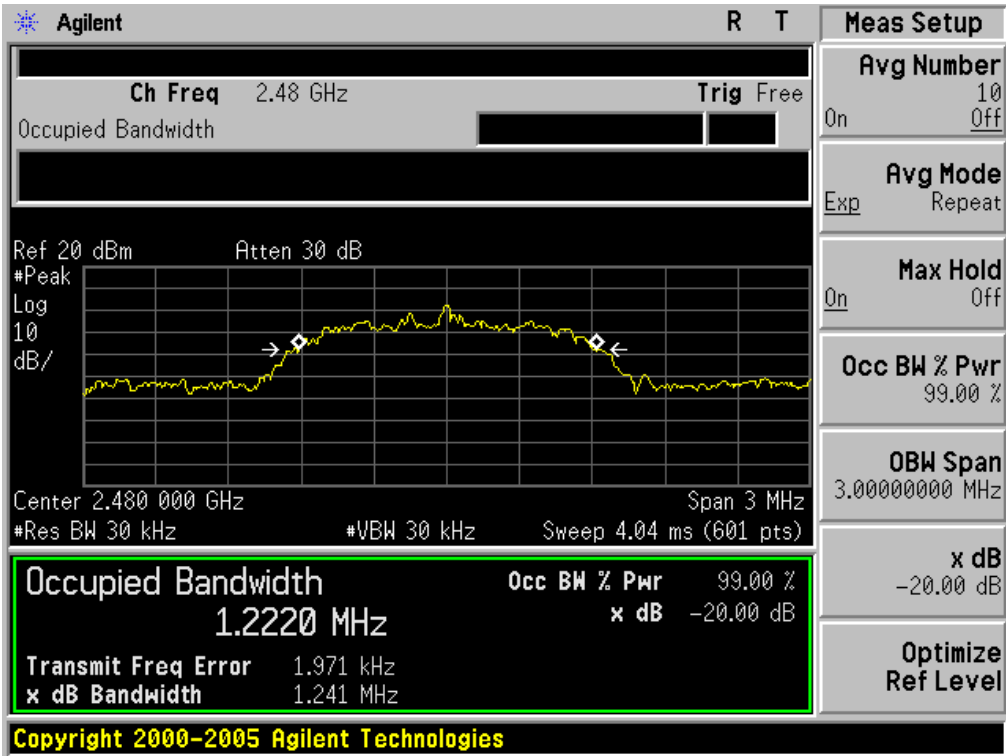 Agilent R T
Ch Freq 2.48 GHz Trig Free
Occupied Bandwidth
Ref 20 dBm Atten 30 dB
#Peak
Log
10
dB/
Center 2.480 000 GHz Span 3 MHz
#Res BW 30 kHz #VBW 30 kHz Sweep 4.04 ms (601 pts)
Occupied Bandwidth Occ BW % Pwr 99.00 %
1.2220 MHz x dB -20.00 dB
Transmit Freq Error 1.971 kHz
x dB Bandwidth 1.241 MHz
Copyright 2000-2005 Agilent Technologies
Meas Setup
Avg Number
10
On Off
Avg Mode
Exp Repeat
Max Hold
On Off
Occ BW % Pwr
99.00 %
OBW Span
3.00000000 MHz
x dB
-20.00 dB
Optimize
Ref Level